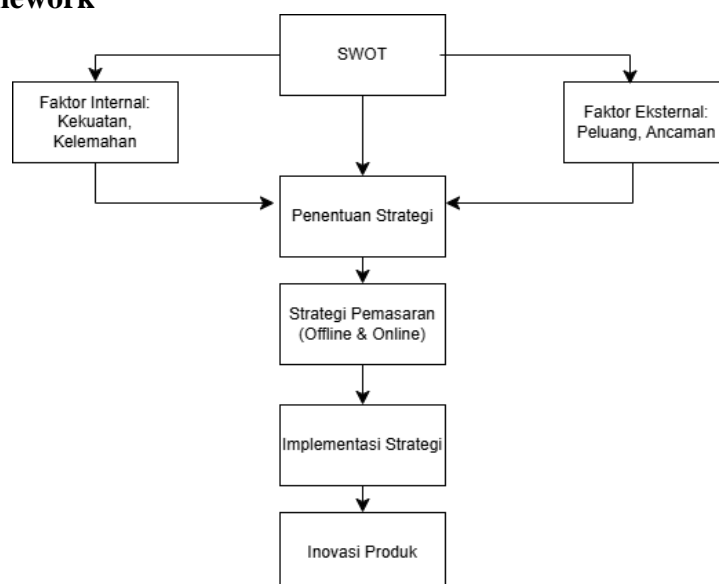 SWOT
Faktor Internal:
Kekuatan,
Kelemahan
Faktor Eksternal:
Peluang, Ancaman
Penentuan Strategi
Strategi Pemasaran
(Offline & Online)
Implementasi Strategi
Inovasi Produk